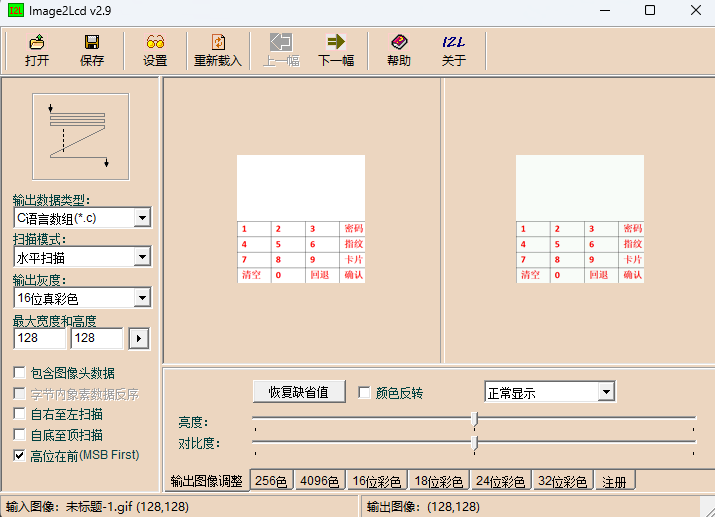 Image2Lcd v2.9
打开 保存 设置 重新载入 上一幅 下一幅 帮助 关于
输出数据类型：
C语言数组(*.c)
扫描模式：
水平扫描
输出灰度：
16位真彩色
最大宽度和高度
128 128
包含图像头数据
字节内象素数据反序
自右至左扫描
自底至顶扫描
高位在前(MSB First)
1 2 3 密码
4 5 6 指纹
7 8 9 卡片
清空 0 回退 确认
1 2 3 密码
4 5 6 指纹
7 8 9 卡片
清空 0 回退 确认
恢复缺省值 颜色反转 正常显示
亮度：
对比度：
输出图像调整 256色 4096色 16位彩色 18位彩色 24位彩色 32位彩色 注册
输入图像：未标题-1.gif (128,128) 输出图像：(128,128)